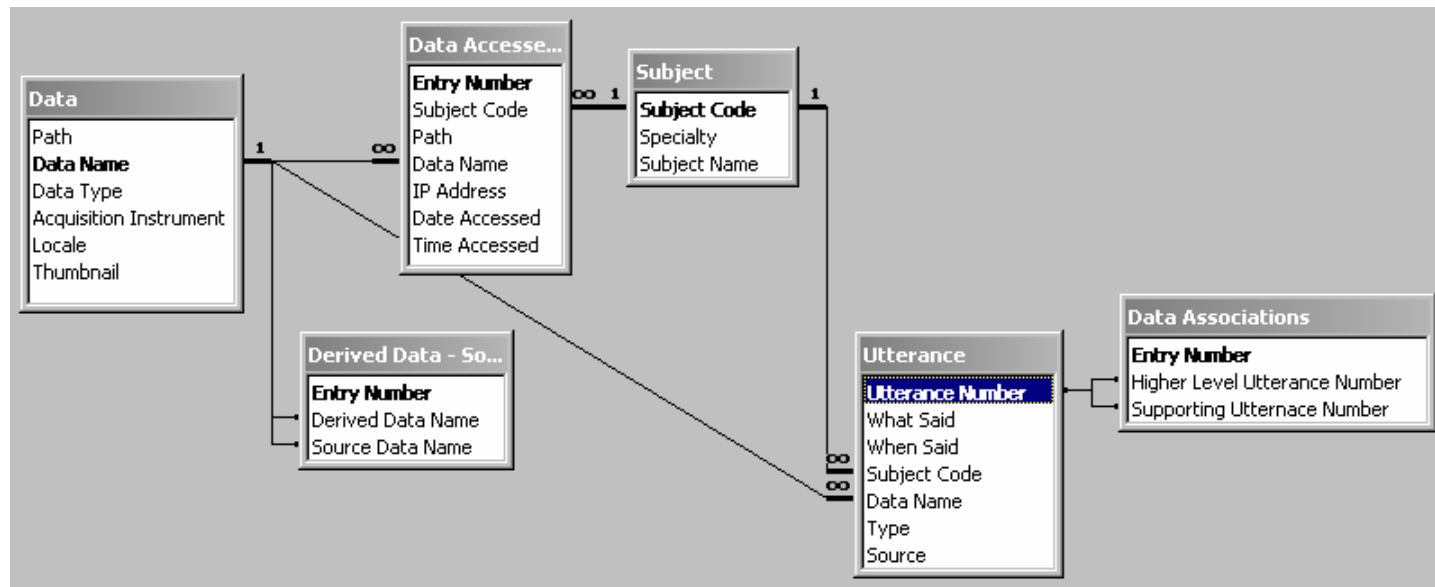 Data
Path
Data Name
Data Type
Acquisition Instrument
Locale
Thumbnail
1
∞
Data Accesse...
Entry Number
Subject Code
Path
Data Name
IP Address
Date Accessed
Time Accessed
∞ 1
Subject
Subject Code
Specialty
Subject Name
1
Derived Data - So...
Entry Number
Derived Data Name
Source Data Name
∞
∞
Utterance
Utterance Number
What Said
When Said
Subject Code
Data Name
Type
Source
Data Associations
Entry Number
Higher Level Utterance Number
Supporting Utternace Number